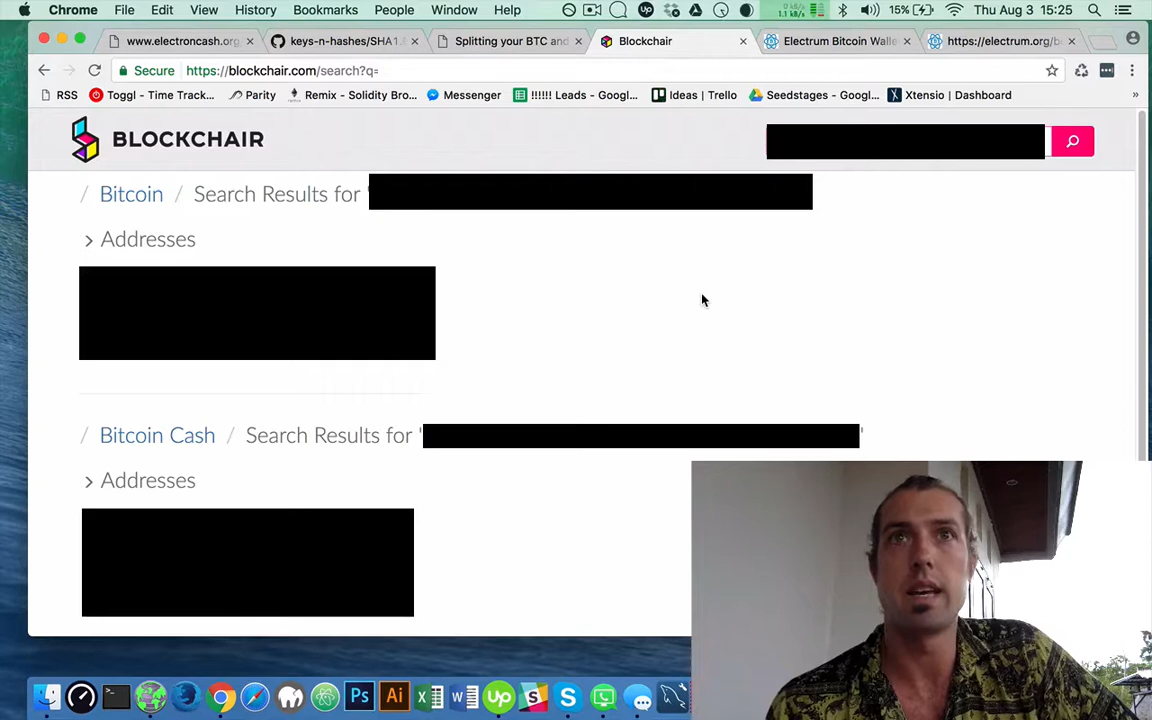 Chrome File Edit View History Bookmarks People Window Help 15% Thu Aug 3 15:25
www.electroncash.org. keys-n-hashes/SHA1. Splitting your BTC and Blockchair Electrum Bitcoin Walle https://electrum.org/b
Secure https://blockchair.com/search?q=
RSS Toggl - Time Track... Parity Remix - Solidity Bro... Messenger !!!!!! Leads - Googl... Ideas | Trello Seedstages - Googl... Xtensio | Dashboard »
BLOCKCHAIR
/ Bitcoin / Search Results for '
> Addresses
/ Bitcoin Cash / Search Results for ' '
> Addresses
Ps Ai Up S